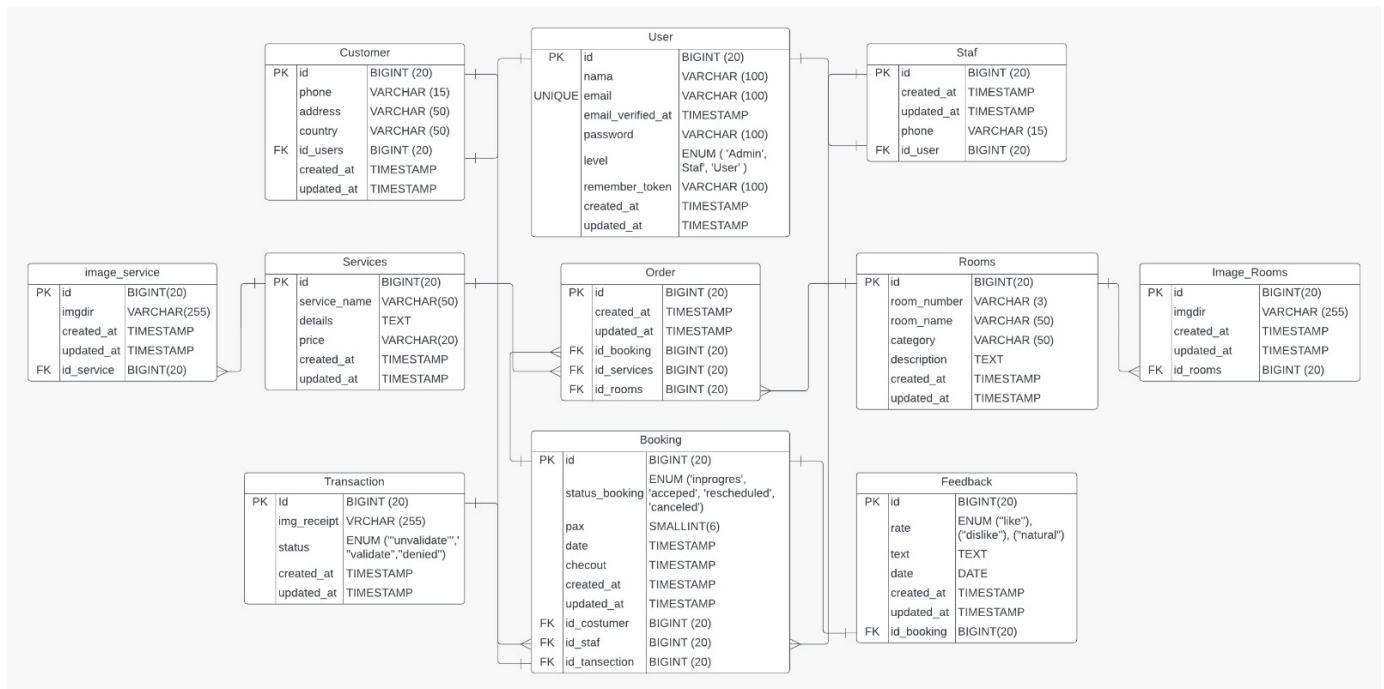 Customer
PK id BIGINT (20)
phone VARCHAR (15)
address VARCHAR (50)
country VARCHAR (50)
FK id_users BIGINT (20)
created_at TIMESTAMP
updated_at TIMESTAMP
User
PK id BIGINT (20)
nama VARCHAR (100)
UNIQUE email VARCHAR (100)
email_verified_at TIMESTAMP
password VARCHAR (100)
level ENUM ( 'Admin',
Staf', 'User' )
remember_token VARCHAR (100)
created_at TIMESTAMP
updated_at TIMESTAMP
Staf
PK id BIGINT (20)
created_at TIMESTAMP
updated_at TIMESTAMP
phone VARCHAR (15)
FK id_user BIGINT (20)
image_service
PK id BIGINT(20)
imgdir VARCHAR(255)
created_at TIMESTAMP
updated_at TIMESTAMP
FK id_service BIGINT(20)
Services
PK id BIGINT(20)
service_name VARCHAR(50)
details TEXT
price VARCHAR(20)
created_at TIMESTAMP
updated_at TIMESTAMP
Order
PK id BIGINT (20)
created_at TIMESTAMP
updated_at TIMESTAMP
FK id_booking BIGINT (20)
FK id_services BIGINT (20)
FK id_rooms BIGINT (20)
Rooms
PK id BIGINT(20)
room_number VARCHAR (3)
room_name VARCHAR (50)
category VARCHAR (50)
description TEXT
created_at TIMESTAMP
updated_at TIMESTAMP
Image_Rooms
PK id BIGINT(20)
imgdir VARCHAR (255)
created_at TIMESTAMP
updated_at TIMESTAMP
FK id_rooms BIGINT (20)
Transaction
PK Id BIGINT (20)
img_receipt VRCHAR (255)
status ENUM ("'unvalidate"','
"validate","denied")
created_at TIMESTAMP
updated_at TIMESTAMP
Booking
PK id BIGINT (20)
status_booking ENUM ('inprogres',
'acceped', 'rescheduled',
'canceled')
pax SMALLINT(6)
date TIMESTAMP
checout TIMESTAMP
created_at TIMESTAMP
updated_at TIMESTAMP
FK id_costumer BIGINT (20)
FK id_staf BIGINT (20)
FK id_tansection BIGINT (20)
Feedback
PK id BIGINT(20)
rate ENUM ("like"),
("dislike"), ("natural")
text TEXT
date DATE
created_at TIMESTAMP
updated_at TIMESTAMP
FK id_booking BIGINT(20)